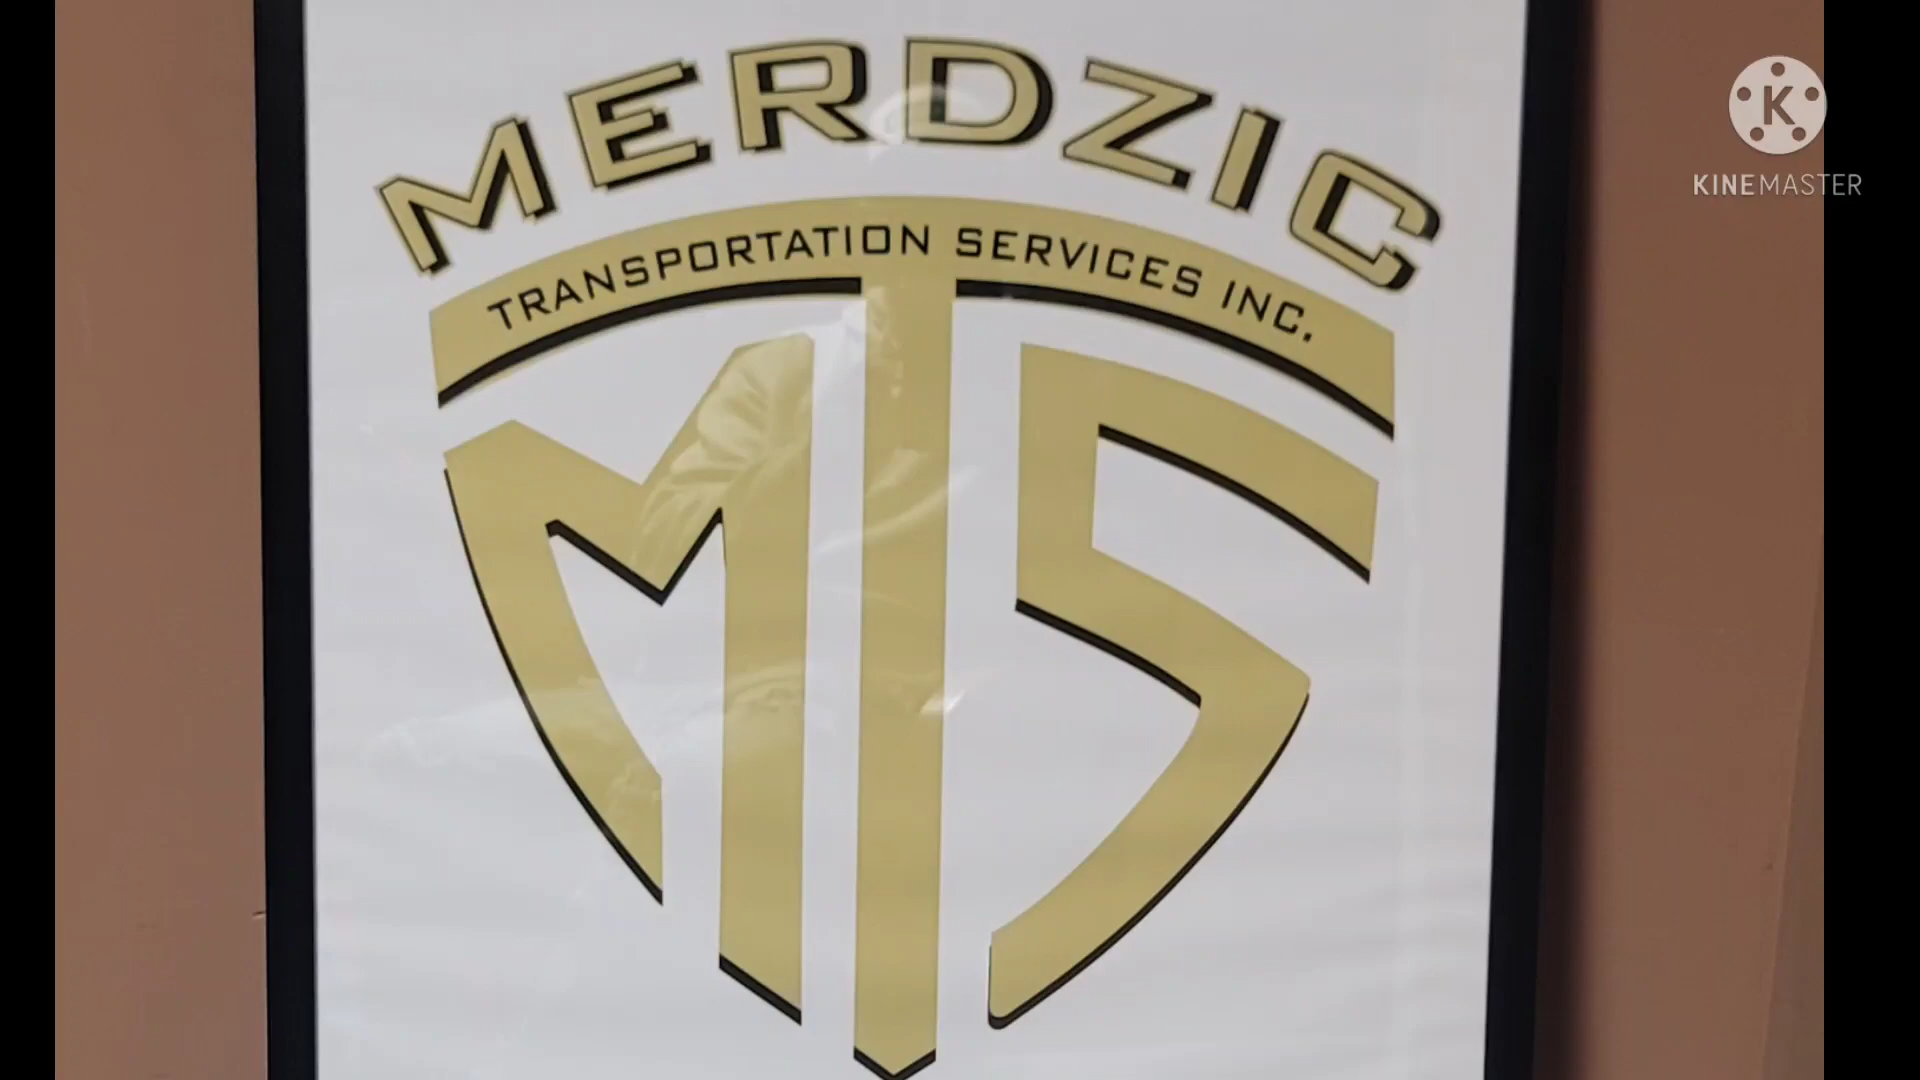 MERDZIC
TRANSPORTATION SERVICES INC.
MTS
K
KINEMASTER